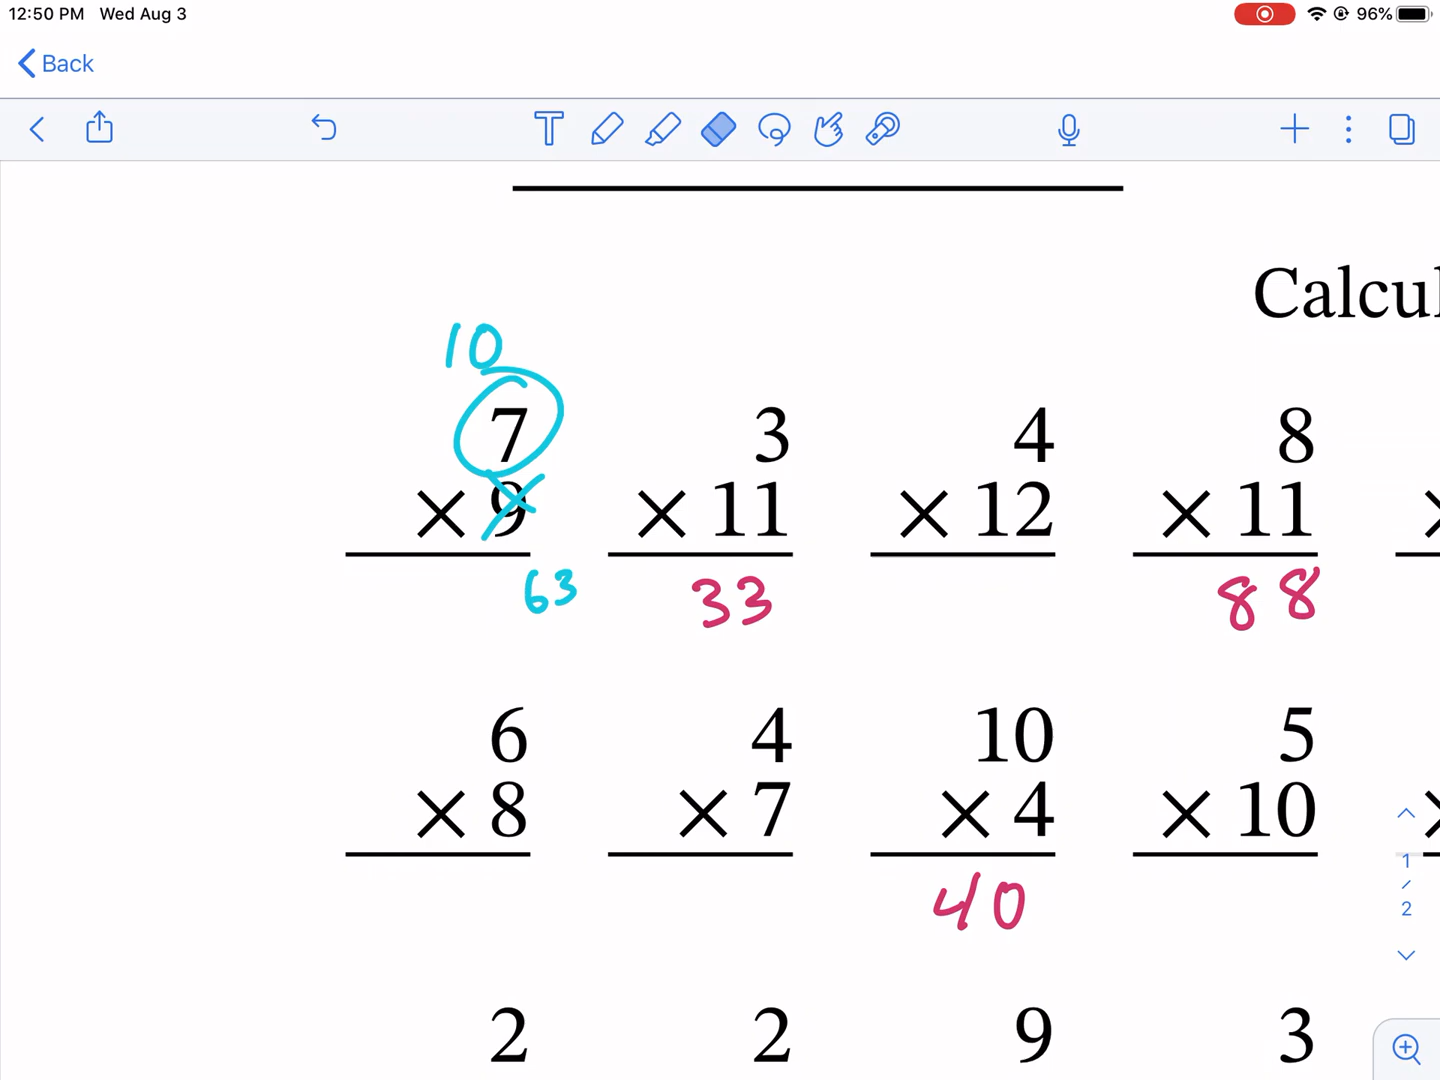 12:50 PM Wed Aug 3 96%
Back
T
Calcul
10
7 3 4 8
× 9 × 11 × 12 × 11
63 33 88
6 4 10 5
× 8 × 7 × 4 × 10
1
/
2
40
2 2 9 3